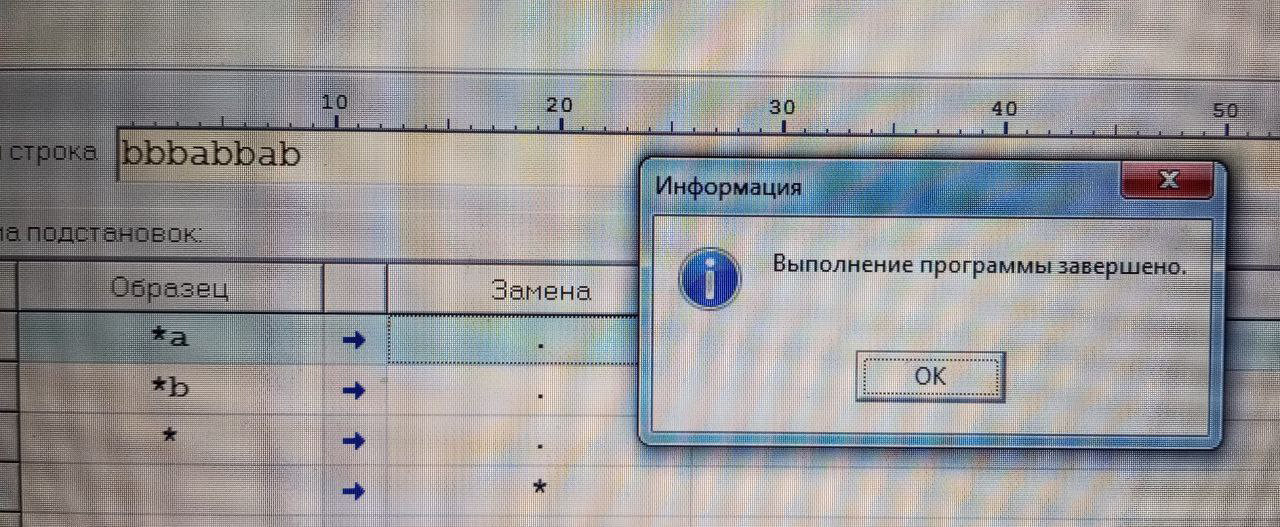 10 20 30 40 50
строка bbbabbab
Информация
Выполнение программы завершено.
OK
подстановок:
Образец Замена
*a → .
*b → .
* → .
→ *